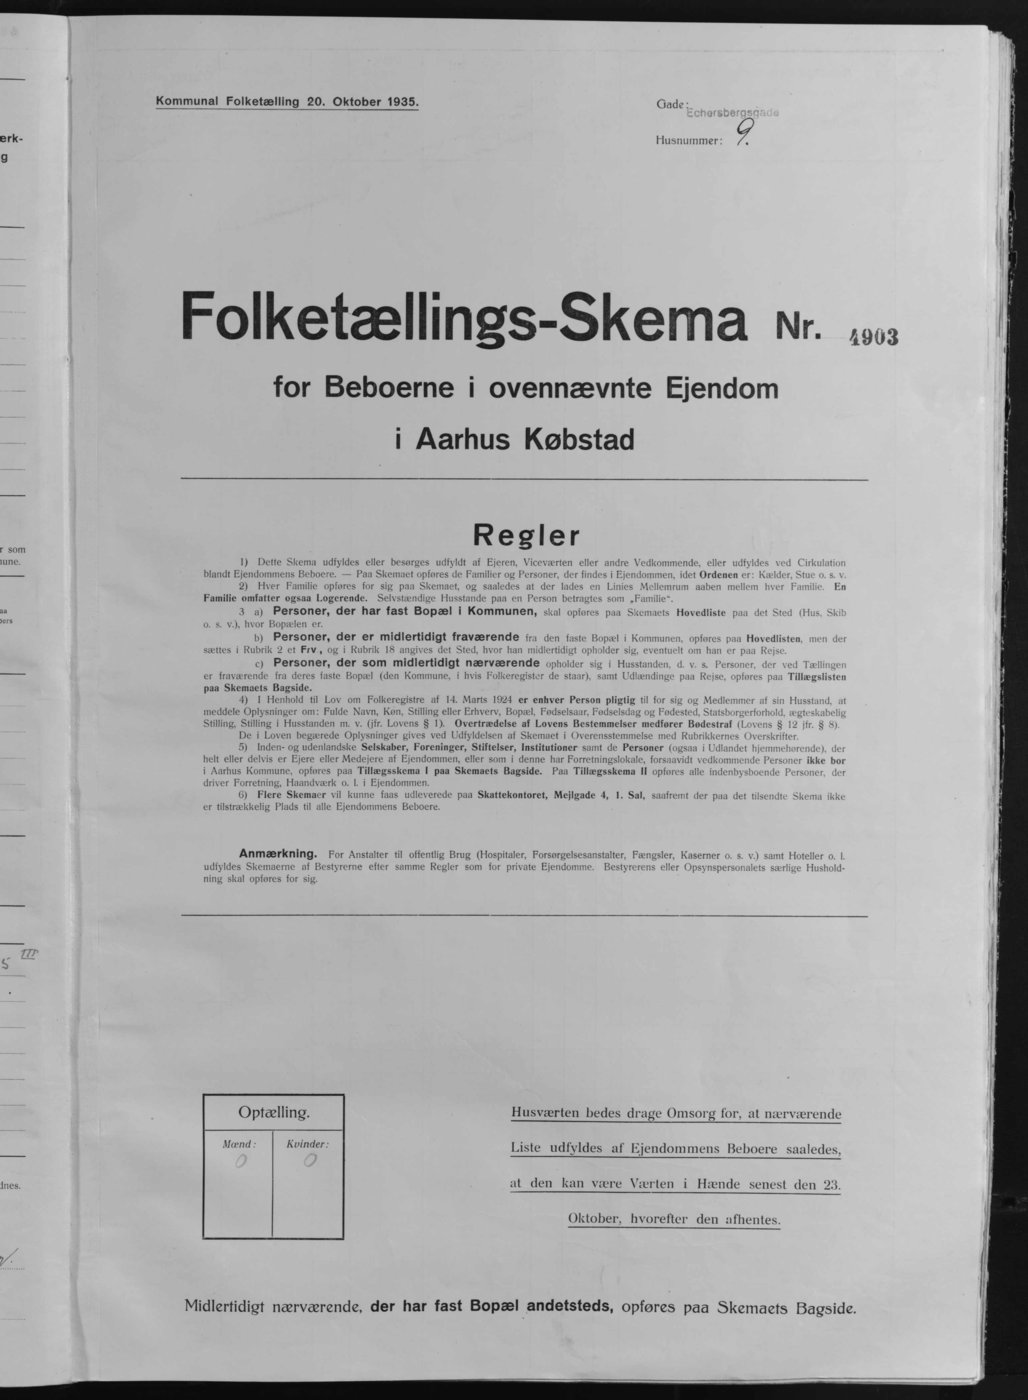 Kommunal Folketælling 20. Oktober 1935.
Gade: Echersbergsgade
Husnummer: 9.
Folketællings-Skema Nr. 4903
for Beboerne i ovennævnte Ejendom
i Aarhus Købstad
Regler
1) Dette Skema udfyldes eller besørges udfyldt af Ejeren, Viceværten eller andre Vedkommende, eller udfyldes ved Cirkulation
blandt Ejendommens Beboere. — Paa Skemaet opføres de Familier og Personer, der findes i Ejendommen, idet Ordenen er: Kælder, Stue o. s. v.
2) Hver Familie opføres for sig paa Skemaet, og saaledes at der lades en Linies Mellemrum aaben mellem hver Familie. En
Familie omfatter ogsaa Logerende. Selvstændige Husstande paa en Person betragtes som „Familie“.
3 a) Personer, der har fast Bopæl i Kommunen, skal opføres paa Skemaets Hovedliste paa det Sted (Hus, Skib
o. s. v.), hvor Bopælen er.
b) Personer, der er midlertidigt fraværende fra den faste Bopæl i Kommunen, opføres paa Hovedlisten, men der
sættes i Rubrik 2 et Frv., og i Rubrik 18 angives det Sted, hvor han midlertidigt opholder sig, eventuelt om han er paa Rejse.
c) Personer, der som midlertidigt nærværende opholder sig i Husstanden, d. v. s. Personer, der ved Tællingen
er fraværende fra deres faste Bopæl (den Kommune, i hvis Folkeregister de staar), samt Udlændinge paa Rejse, opføres paa Tillægslisten
paa Skemaets Bagside.
4) I Henhold til Lov om Folkeregistre af 14. Marts 1924 er enhver Person pligtig til for sig og Medlemmer af sin Husstand, at
meddele Oplysninger om: Fulde Navn, Køn, Stilling eller Erhverv, Bopæl, Fødselsaar, Fødselsdag og Fødested, Statsborgerforhold, ægteskabelig
Stilling, Stilling i Husstanden m. v. (jfr. Lovens § 1). Overtrædelse af Lovens Bestemmelser medfører Bødestraf (Lovens § 12 jfr. § 8).
De i Loven begærede Oplysninger gives ved Udfyldelsen af Skemaet i Overensstemmelse med Rubrikkernes Overskrifter.
5) Inden- og udenlandske Selskaber, Foreninger, Stiftelser, Institutioner samt de Personer (ogsaa i Udlandet hjemmehørende), der
helt eller delvis er Ejere eller Medejere af Ejendommen, eller som i denne har Forretningslokale, forsaavidt vedkommende Personer ikke bor
i Aarhus Kommune, opføres paa Tillægsskema I paa Skemaets Bagside. Paa Tillægsskema II opføres alle indenbysboende Personer, der
driver Forretning, Haandværk o. l. i Ejendommen.
6) Flere Skemaer vil kunne faas udleverede paa Skattekontoret, Mejlgade 4, 1. Sal, saafremt der paa det tilsendte Skema ikke
er tilstrækkelig Plads til alle Ejendommens Beboere.
Anmærkning. For Anstalter til offentlig Brug (Hospitaler, Forsørgelsesanstalter, Fængsler, Kaserner o. s. v.) samt Hoteller o. l.
udfyldes Skemaerne af Bestyrerne efter samme Regler som for private Ejendomme. Bestyrerens eller Opsynspersonalets særlige Hushold-
ning skal opføres for sig.
Optælling.
Mænd: Kvinder:
0 0
Husværten bedes drage Omsorg for, at nærværende
Liste udfyldes af Ejendommens Beboere saaledes,
at den kan være Værten i Hænde senest den 23.
Oktober, hvorefter den afhentes.
Midlertidigt nærværende, der har fast Bopæl andetsteds, opføres paa Skemaets Bagside.